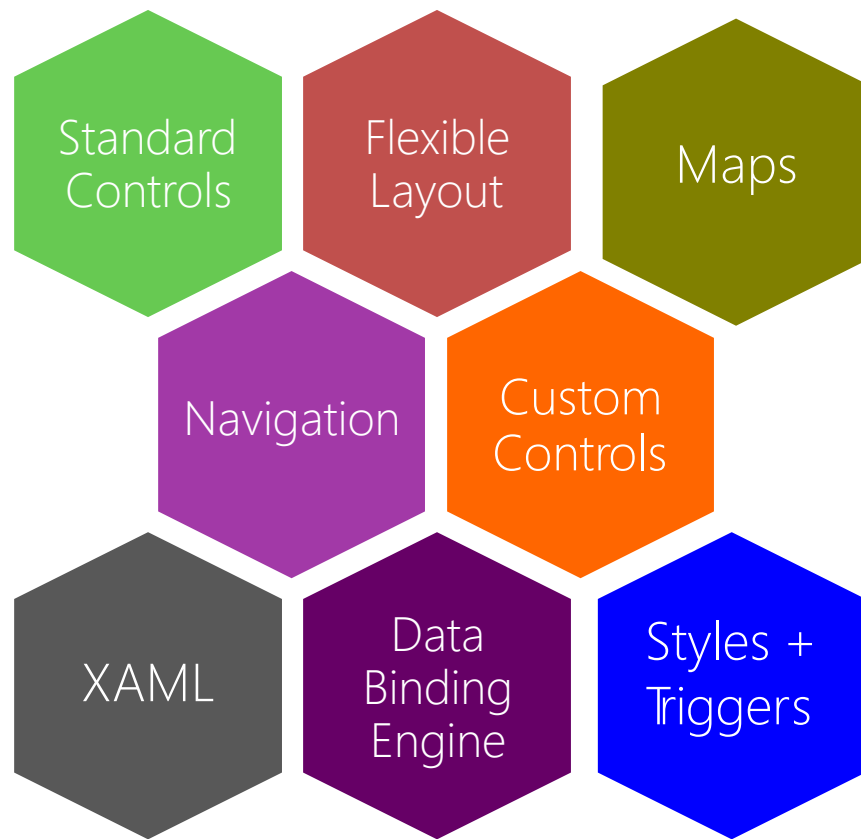 Standard
Controls
Flexible
Layout
Maps
Navigation
Custom
Controls
XAML
Data
Binding
Engine
Styles +
Triggers